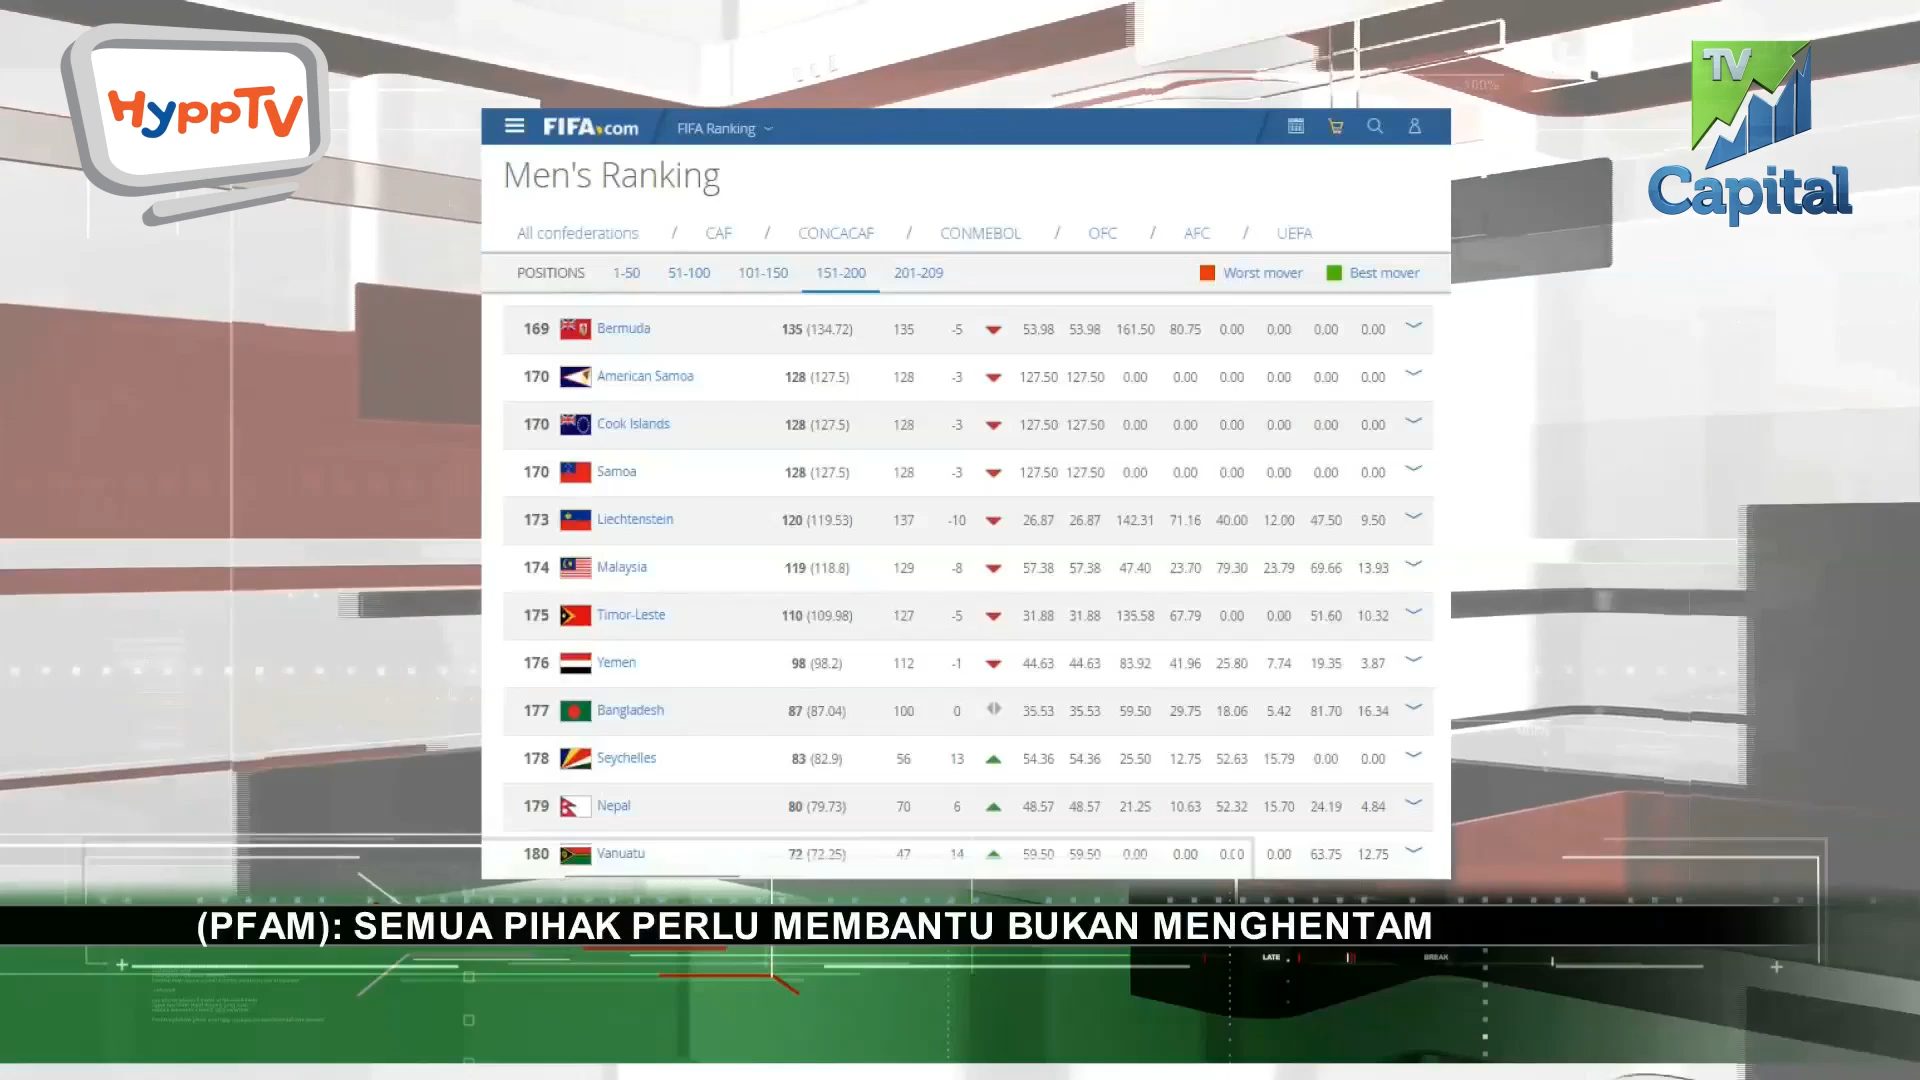 HyppTV
TV
Capital
FIFA.com FIFA Ranking
Men's Ranking
All confederations / CAF / CONCACAF / CONMEBOL / OFC / AFC / UEFA
POSITIONS 1-50 51-100 101-150 151-200 201-209 Worst mover Best mover
169 Bermuda 135 (134.72) 135 -5 53.98 53.98 161.50 80.75 0.00 0.00 0.00 0.00
170 American Samoa 128 (127.5) 128 -3 127.50 127.50 0.00 0.00 0.00 0.00 0.00 0.00
170 Cook Islands 128 (127.5) 128 -3 127.50 127.50 0.00 0.00 0.00 0.00 0.00 0.00
170 Samoa 128 (127.5) 128 -3 127.50 127.50 0.00 0.00 0.00 0.00 0.00 0.00
173 Liechtenstein 120 (119.53) 137 -10 26.87 26.87 142.31 71.16 40.00 12.00 47.50 9.50
174 Malaysia 119 (118.8) 129 -8 57.38 57.38 47.40 23.70 79.30 23.79 69.66 13.93
175 Timor-Leste 110 (109.98) 127 -5 31.88 31.88 135.58 67.79 0.00 0.00 51.60 10.32
176 Yemen 98 (98.2) 112 -1 44.63 44.63 83.92 41.96 25.80 7.74 19.35 3.87
177 Bangladesh 87 (87.04) 100 0 35.53 35.53 59.50 29.75 18.06 5.42 81.70 16.34
178 Seychelles 83 (82.9) 56 13 54.36 54.36 25.50 12.75 52.63 15.79 0.00 0.00
179 Nepal 80 (79.73) 70 6 48.57 48.57 21.25 10.63 52.32 15.70 24.19 4.84
180 Vanuatu 72 (72.25) 47 14 59.50 59.50 0.00 0.00 0.00 0.00 63.75 12.75
(PFAM): SEMUA PIHAK PERLU MEMBANTU BUKAN MENGHENTAM
LATE BREAK